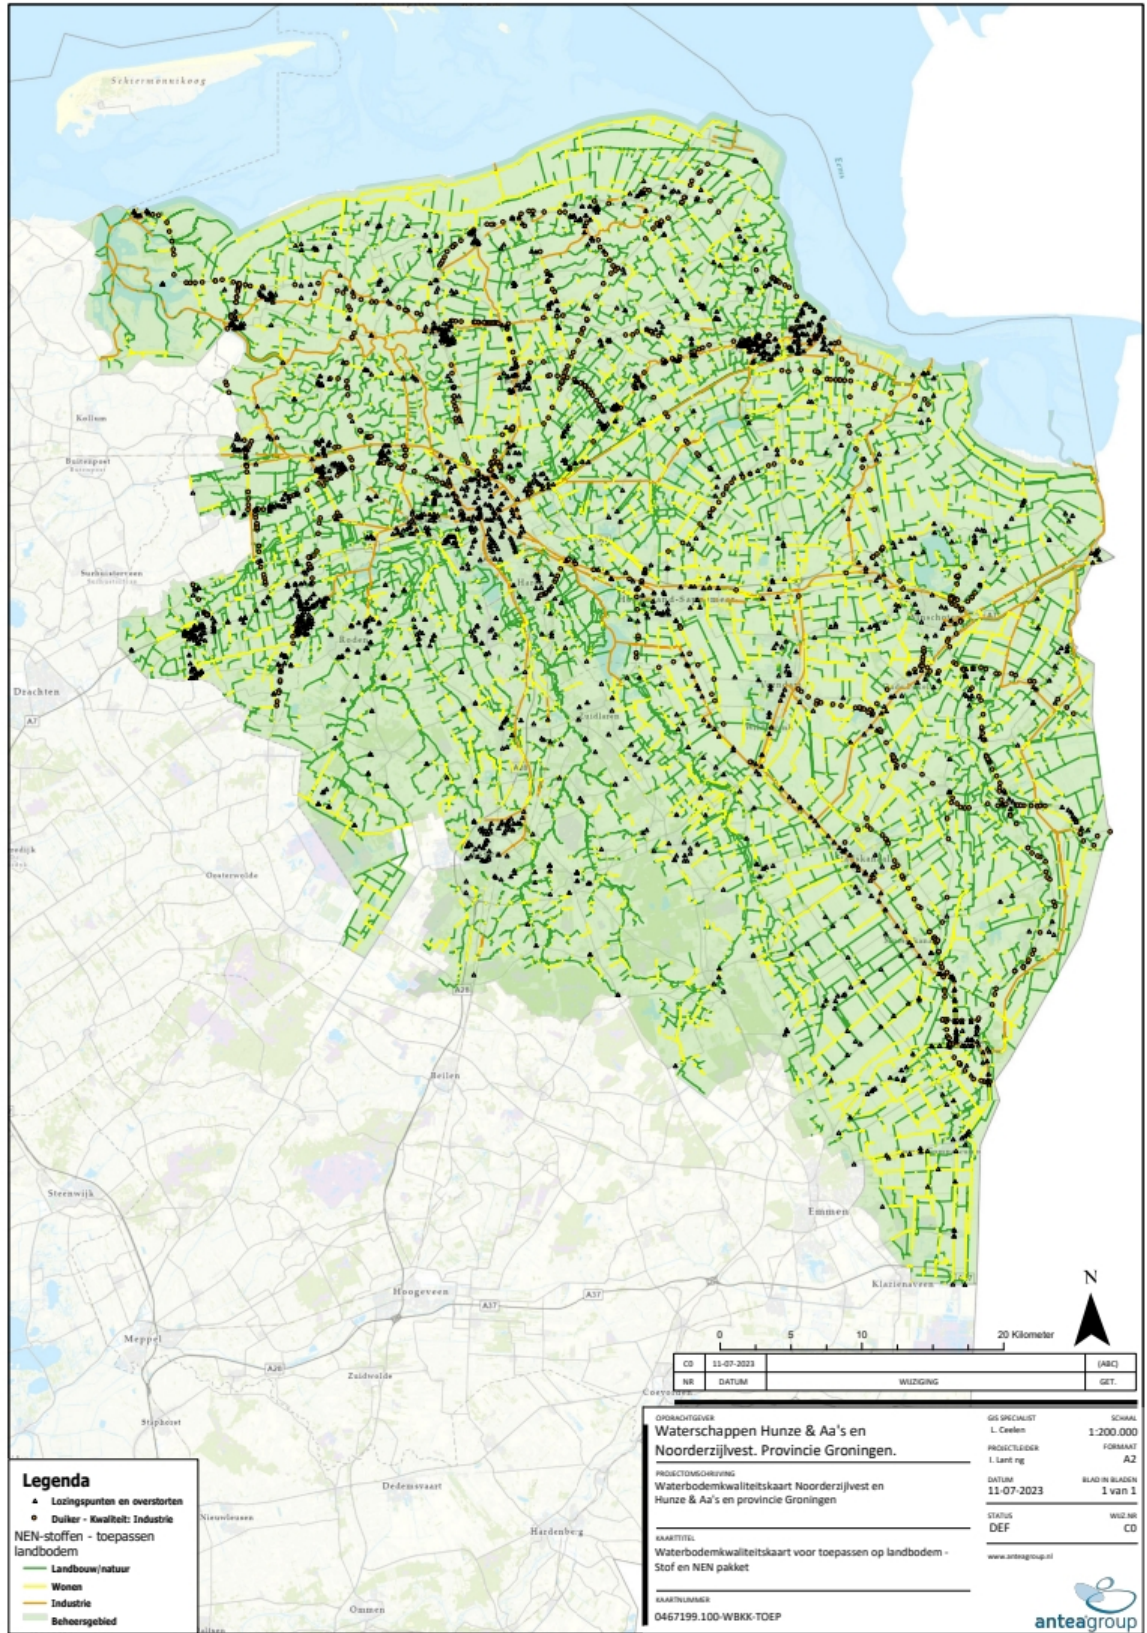 Schiermonnikoog
Eems
Kollum
Buitenpost
Surhuisterveen
Roden
Drachten
A7
Zuidlaren
A28
Oosterwolde
A28
Beilen
Steenwijk
Emmen
Klazienaveen
Hoogeveen
A37
A37
Meppel
A28
Zuidwolde
Coevorden
Staphorst
Dedemsvaart
Nieuwleusen
Hardenberg
Ommen
N
0 5 10 20 Kilometer
C0 11-07-2023 (ABC)
NR DATUM WIJZIGING GET.
OPDRACHTGEVER
Waterschappen Hunze & Aa's en
Noorderzijlvest. Provincie Groningen.
PROJECTOMSCHRIJVING
Waterbodemkwaliteitskaart Noorderzijlvest en
Hunze & Aa's en provincie Groningen
KAARTTITEL
Waterbodemkwaliteitskaart voor toepassen op landbodem -
Stof en NEN pakket
KAARTNUMMER
0467199.100-WBKK-TOEP
GIS SPECIALIST SCHAAL
L. Ceelen 1:200.000
PROJECTLEIDER FORMAAT
I. Lant ng A2
DATUM BLAD IN BLADEN
11-07-2023 1 van 1
STATUS WIJZ.NR
DEF C0
www.anteagroup.nl
anteagroup
Legenda
Lozingspunten en overstorten
Duiker - Kwaliteit: Industrie
NEN-stoffen - toepassen
landbodem
Landbouw/natuur
Wonen
Industrie
Beheersgebied